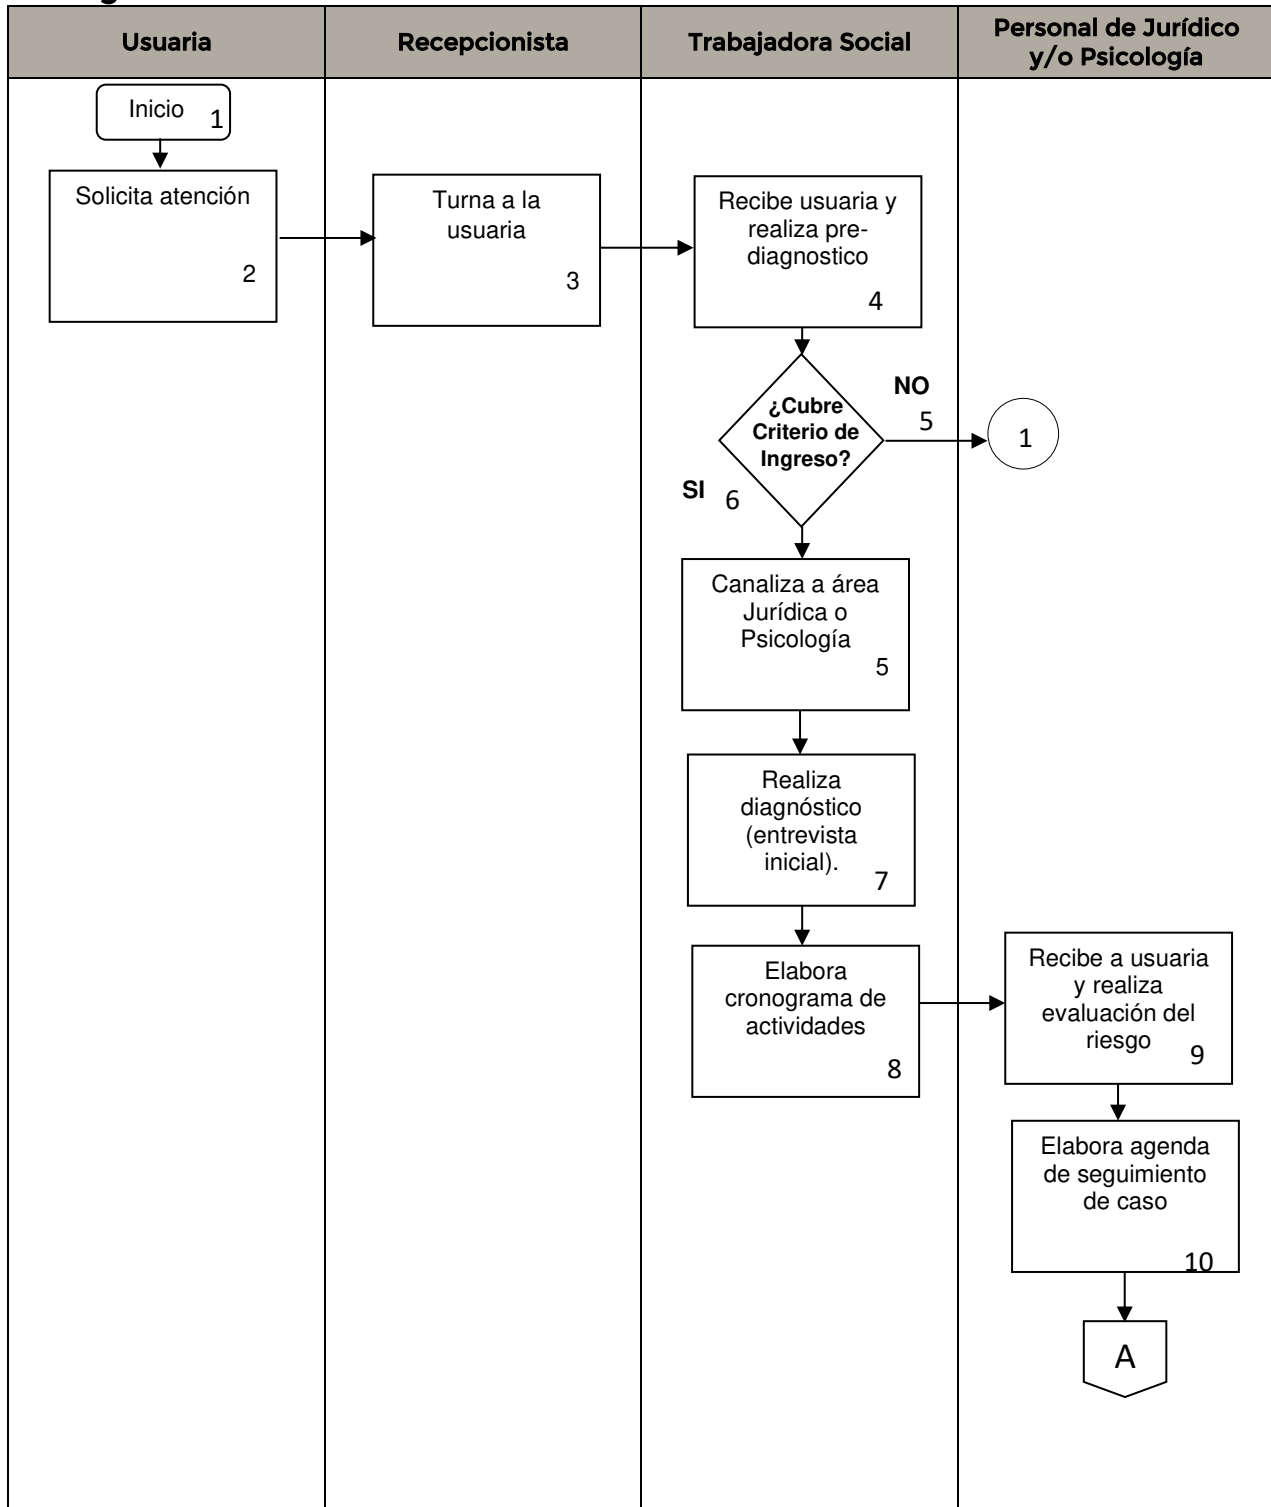 Usuaria
Recepcionista
Trabajadora Social
Personal de Jurídico
y/o Psicología
Inicio
1
Solicita atención
2
Turna a la
usuaria
3
Recibe usuaria y
realiza pre-
diagnostico
4
¿Cubre
Criterio de
Ingreso?
NO
5
1
SI
6
Canaliza a área
Jurídica o
Psicología
5
Realiza
diagnóstico
(entrevista
inicial).
7
Elabora
cronograma de
actividades
8
Recibe a usuaria
y realiza
evaluación del
riesgo
9
Elabora agenda
de seguimiento
de caso
10
A